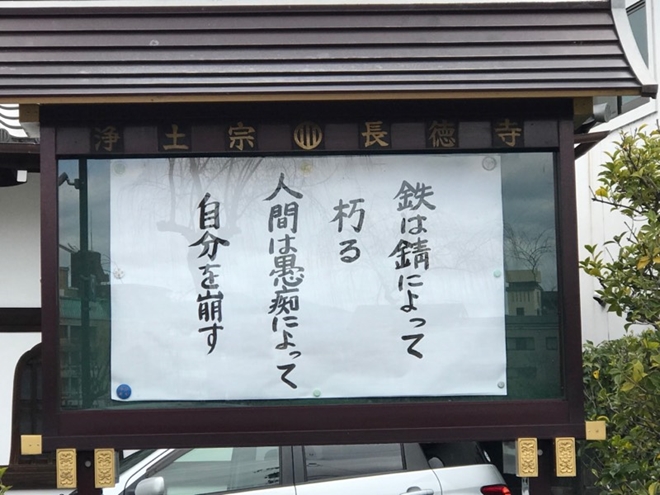 浄土宗 長徳寺
鉄は錆によって
朽る
人間は愚痴によって
自分を崩す